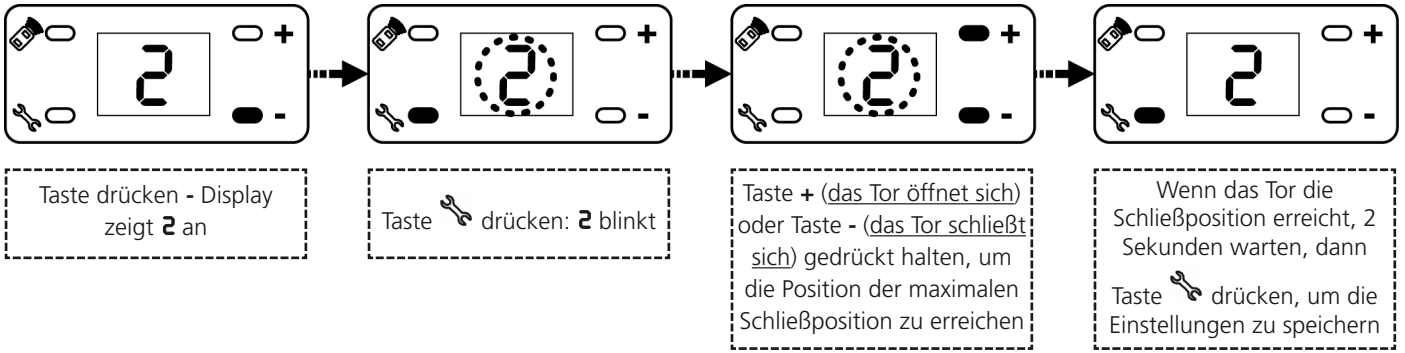 2
+
-
2
+
-
2
+
-
2
+
-
Taste drücken - Display
zeigt 2 an
Taste drücken: 2 blinkt
Taste + (das Tor öffnet sich)
oder Taste - (das Tor schließt
sich) gedrückt halten, um
die Position der maximalen
Schließposition zu erreichen
Wenn das Tor die
Schließposition erreicht, 2
Sekunden warten, dann
Taste drücken, um die
Einstellungen zu speichern